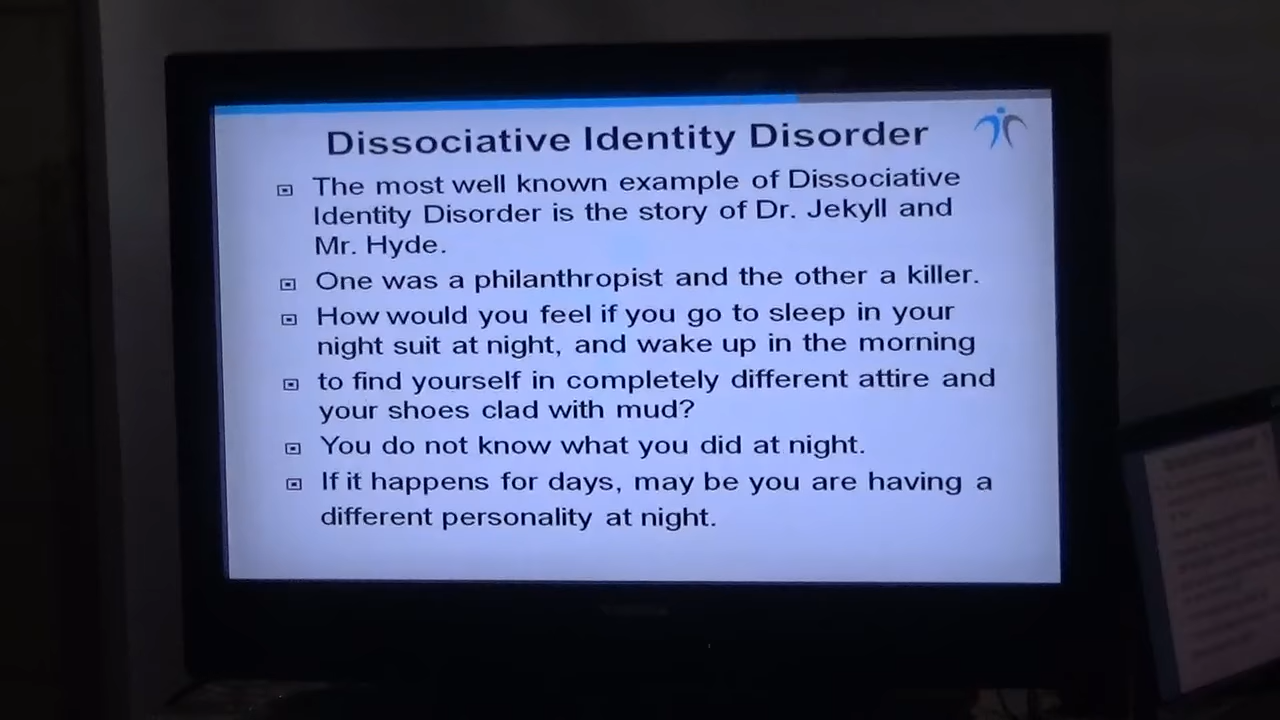 Dissociative Identity Disorder
The most well known example of Dissociative
Identity Disorder is the story of Dr. Jekyll and
Mr. Hyde.
One was a philanthropist and the other a killer.
How would you feel if you go to sleep in your
night suit at night, and wake up in the morning
to find yourself in completely different attire and
your shoes clad with mud?
You do not know what you did at night.
If it happens for days, may be you are having a
different personality at night.